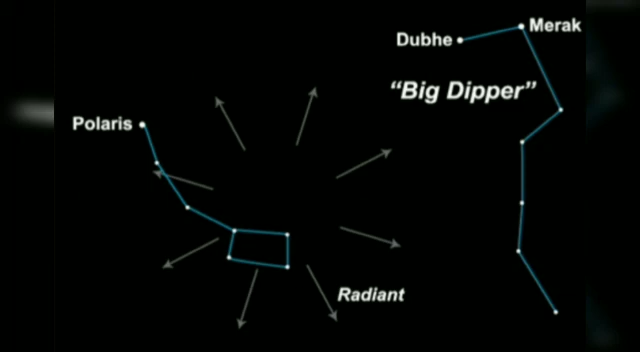 Merak
Dubhe
“Big Dipper”
Polaris
Radiant